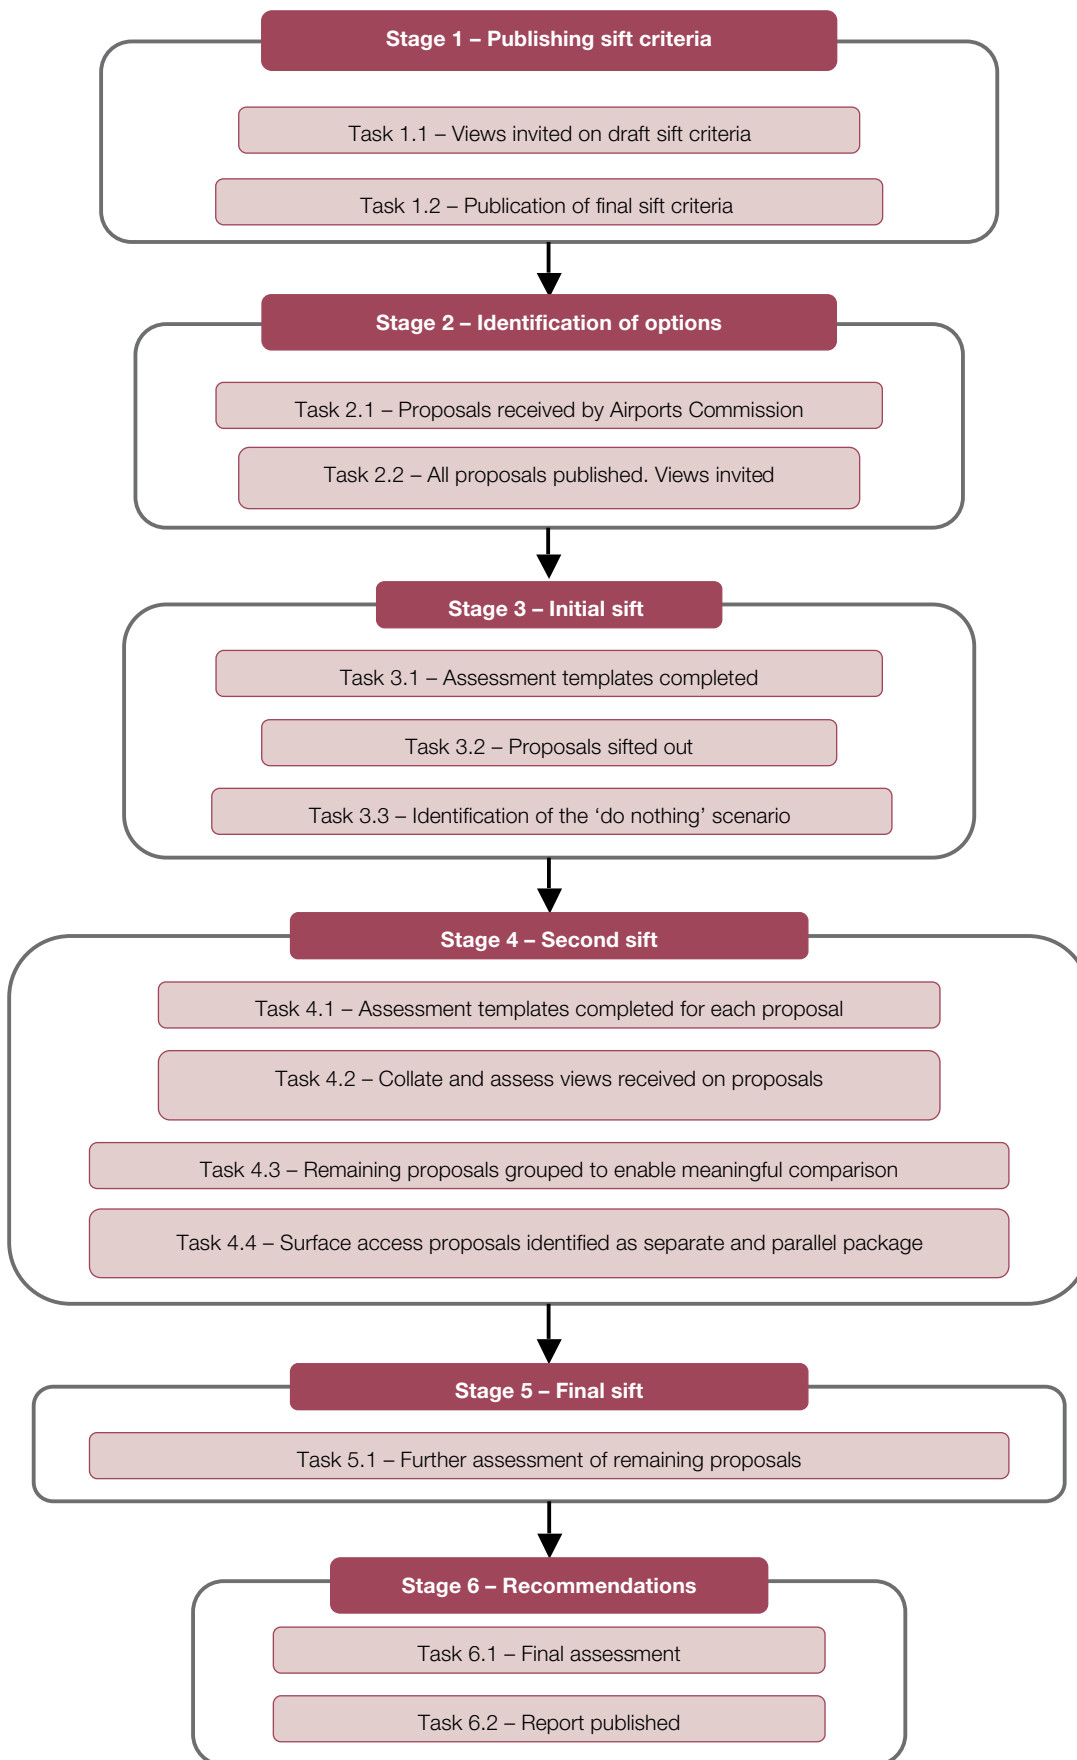 Stage 1 – Publishing sift criteria
Task 1.1 – Views invited on draft sift criteria
Task 1.2 – Publication of final sift criteria
Stage 2 – Identification of options
Task 2.1 – Proposals received by Airports Commission
Task 2.2 – All proposals published. Views invited
Stage 3 – Initial sift
Task 3.1 – Assessment templates completed
Task 3.2 – Proposals sifted out
Task 3.3 – Identification of the ‘do nothing’ scenario
Stage 4 – Second sift
Task 4.1 – Assessment templates completed for each proposal
Task 4.2 – Collate and assess views received on proposals
Task 4.3 – Remaining proposals grouped to enable meaningful comparison
Task 4.4 – Surface access proposals identified as separate and parallel package
Stage 5 – Final sift
Task 5.1 – Further assessment of remaining proposals
Stage 6 – Recommendations
Task 6.1 – Final assessment
Task 6.2 – Report published